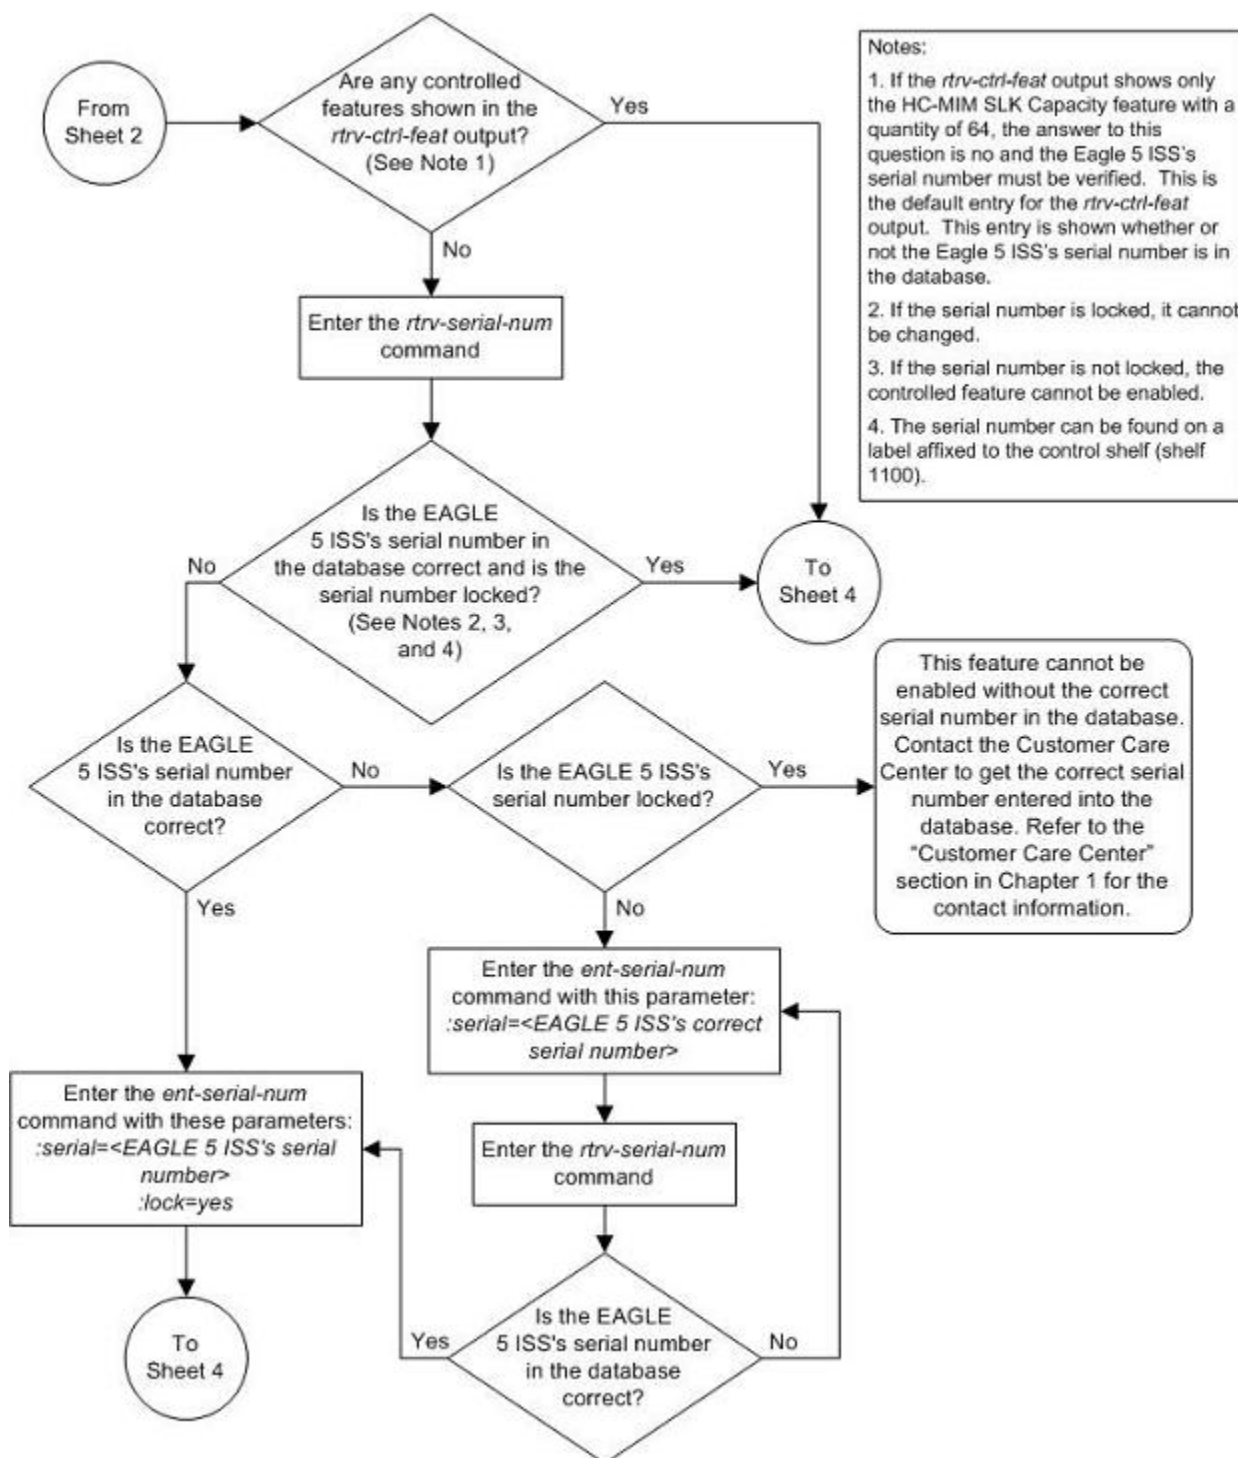 From
Sheet 2
Are any controlled
features shown in the
rtrv-ctrl-feat output?
(See Note 1)
Yes
No
Notes:
1. If the rtrv-ctrl-feat output shows only
the HC-MIM SLK Capacity feature with a
quantity of 64, the answer to this
question is no and the Eagle 5 ISS's
serial number must be verified. This is
the default entry for the rtrv-ctrl-feat
output. This entry is shown whether or
not the Eagle 5 ISS's serial number is in
the database.
2. If the serial number is locked, it cannot
be changed.
3. If the serial number is not locked, the
controlled feature cannot be enabled.
4. The serial number can be found on a
label affixed to the control shelf (shelf
1100).
Enter the rtrv-serial-num
command
Is the EAGLE
5 ISS's serial number in
the database correct and is the
serial number locked?
(See Notes 2, 3,
and 4)
No
Yes
To
Sheet 4
Is the EAGLE
5 ISS's serial number
in the database
correct?
No
Yes
Is the EAGLE 5 ISS's
serial number locked?
Yes
No
This feature cannot be
enabled without the correct
serial number in the database.
Contact the Customer Care
Center to get the correct serial
number entered into the
database. Refer to the
“Customer Care Center”
section in Chapter 1 for the
contact information.
Enter the ent-serial-num
command with this parameter:
:serial=<EAGLE 5 ISS's correct
serial number>
Enter the ent-serial-num
command with these parameters:
:serial=<EAGLE 5 ISS's serial
number>
:lock=yes
Enter the rtrv-serial-num
command
Is the EAGLE
5 ISS's serial number
in the database
correct?
Yes
No
To
Sheet 4